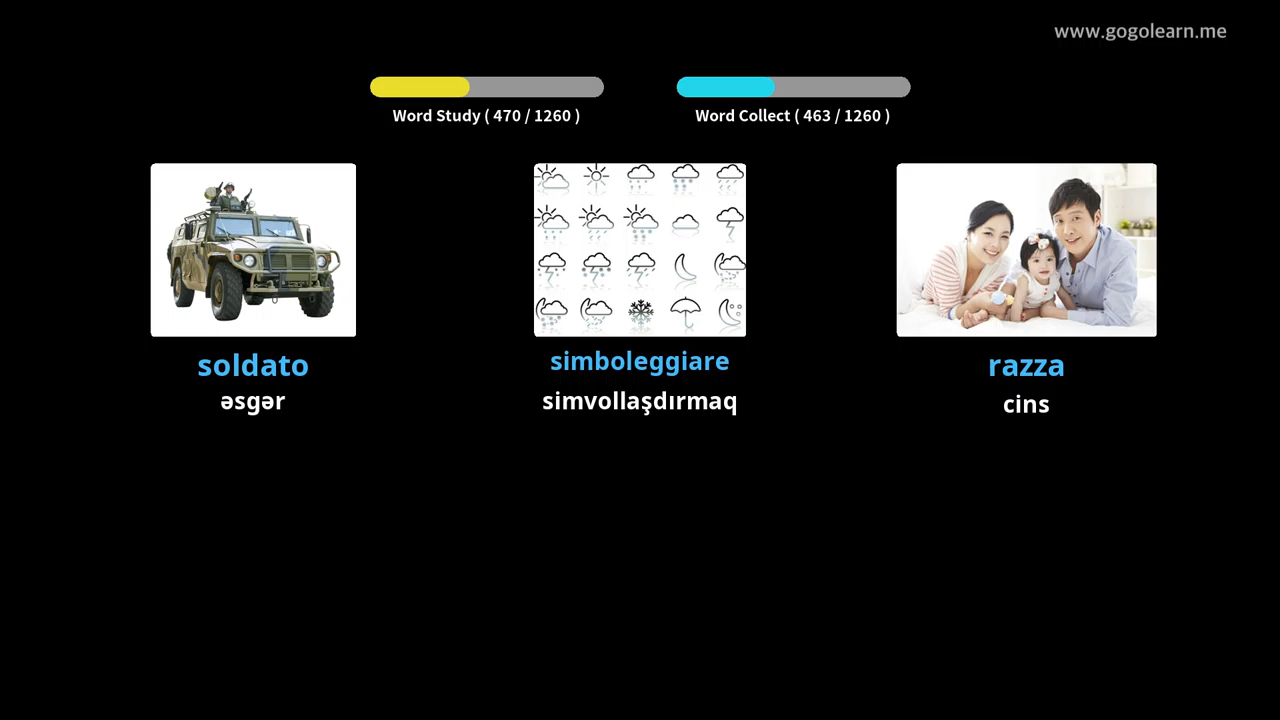 www.gogolearn.me
Word Study ( 470 / 1260 )
Word Collect ( 463 / 1260 )
soldato
əsgər
simboleggiare
simvollaşdırmaq
razza
cins